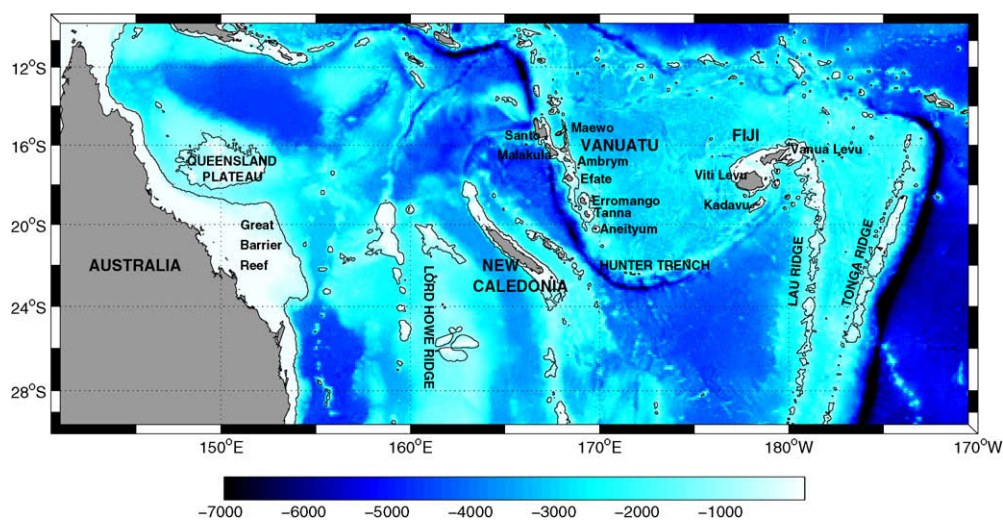 12°S
16°S
20°S
24°S
28°S
Santo
Maewo
VANUATU
Malakula
Ambrym
Efate
Erromango
Tanna
Aneityum
FIJI
Vanua Levu
Viti Levu
Kadavu
QUEENSLAND
PLATEAU
Great
Barrier
Reef
AUSTRALIA
LORD HOWE RIDGE
NEW
CALEDONIA
HUNTER TRENCH
LAU RIDGE
TONGA RIDGE
150°E
160°E
170°E
180°W
170°W
−7000 −6000 −5000 −4000 −3000 −2000 −1000